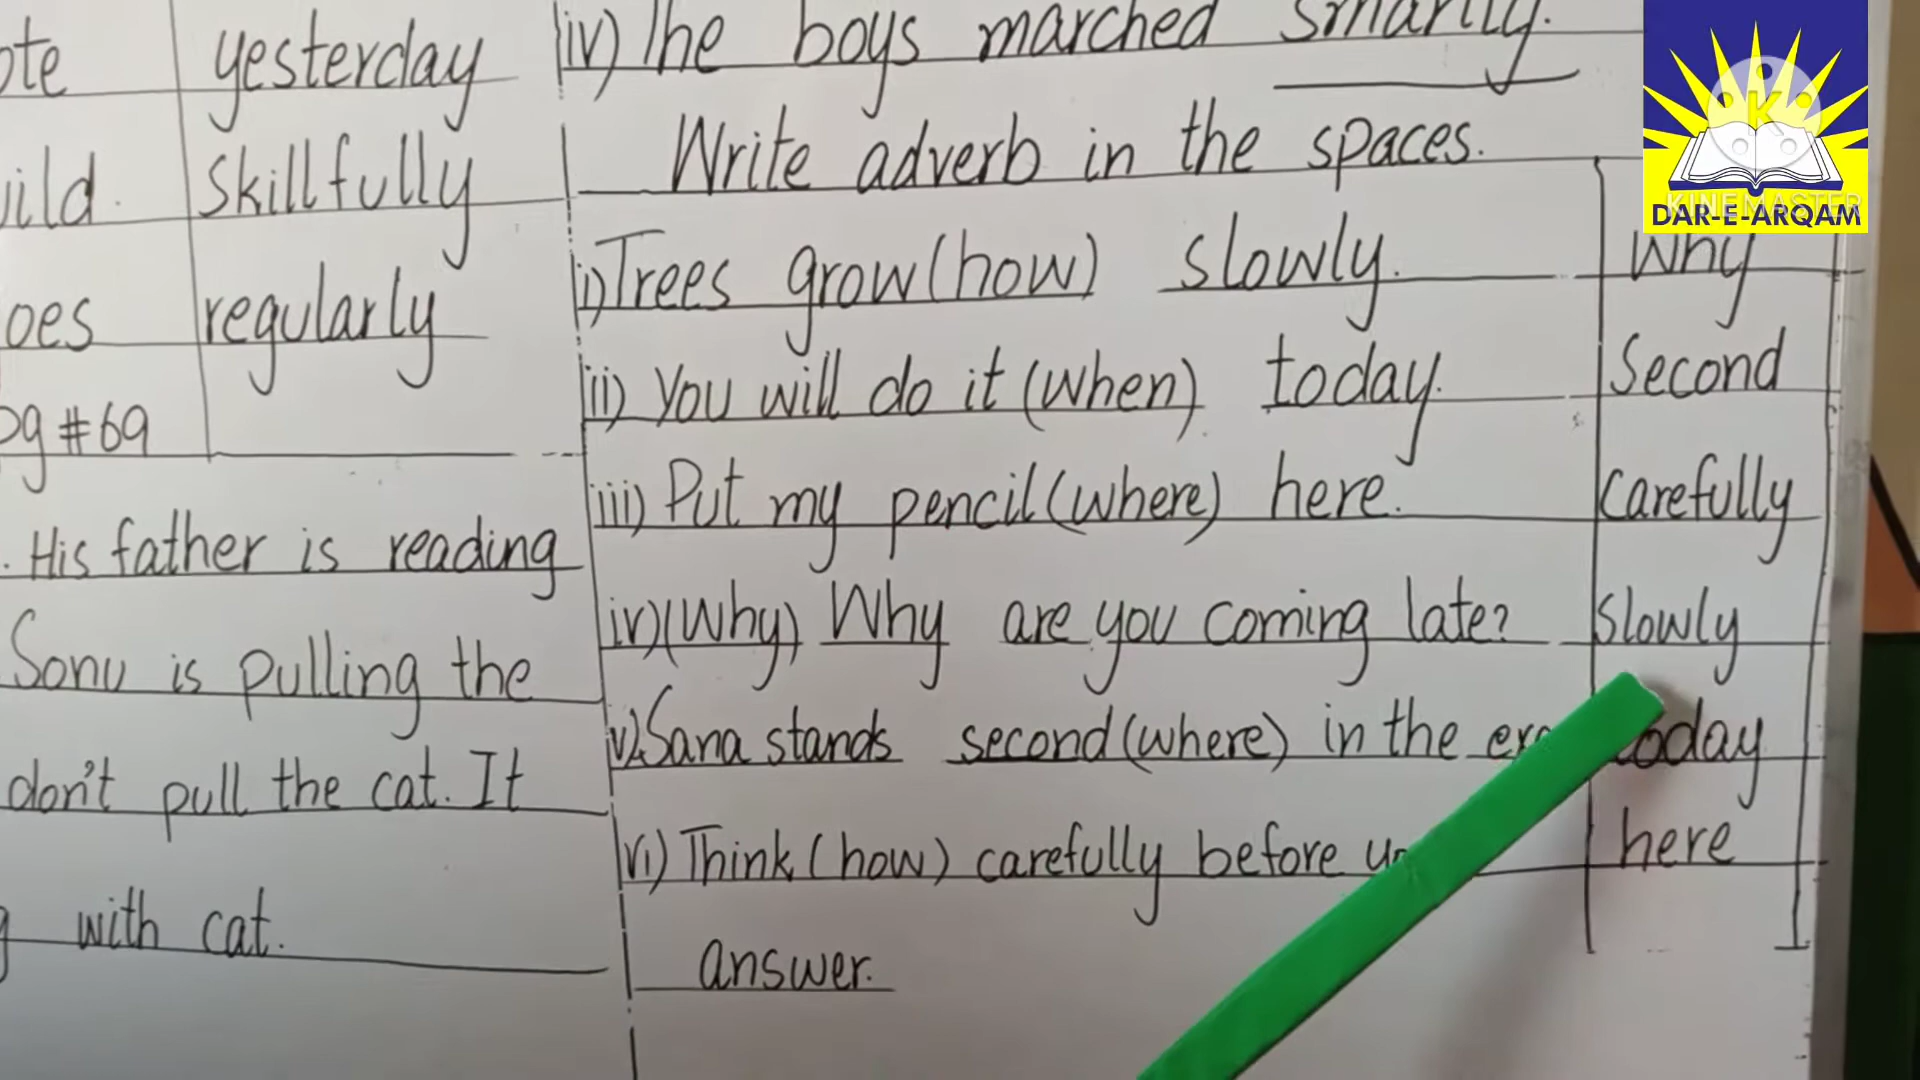 yesterday
skillfully
regularly
pg #69
. His father is reading
Sonu is pulling the
don't pull the cat. It
with cat.
iv) The boys marched smartly.
Write adverb in the spaces.
i) Trees grow (how) slowly.
ii) You will do it (when) today.
iii) Put my pencil (where) here.
iv) (Why) Why are you coming late?
v). Sana stands second (where) in the
vi) Think (how) carefully before
answer.
Why
Second
Carefully
Slowly
today
here
K
KINEMASTER
DAR-E-ARQAM